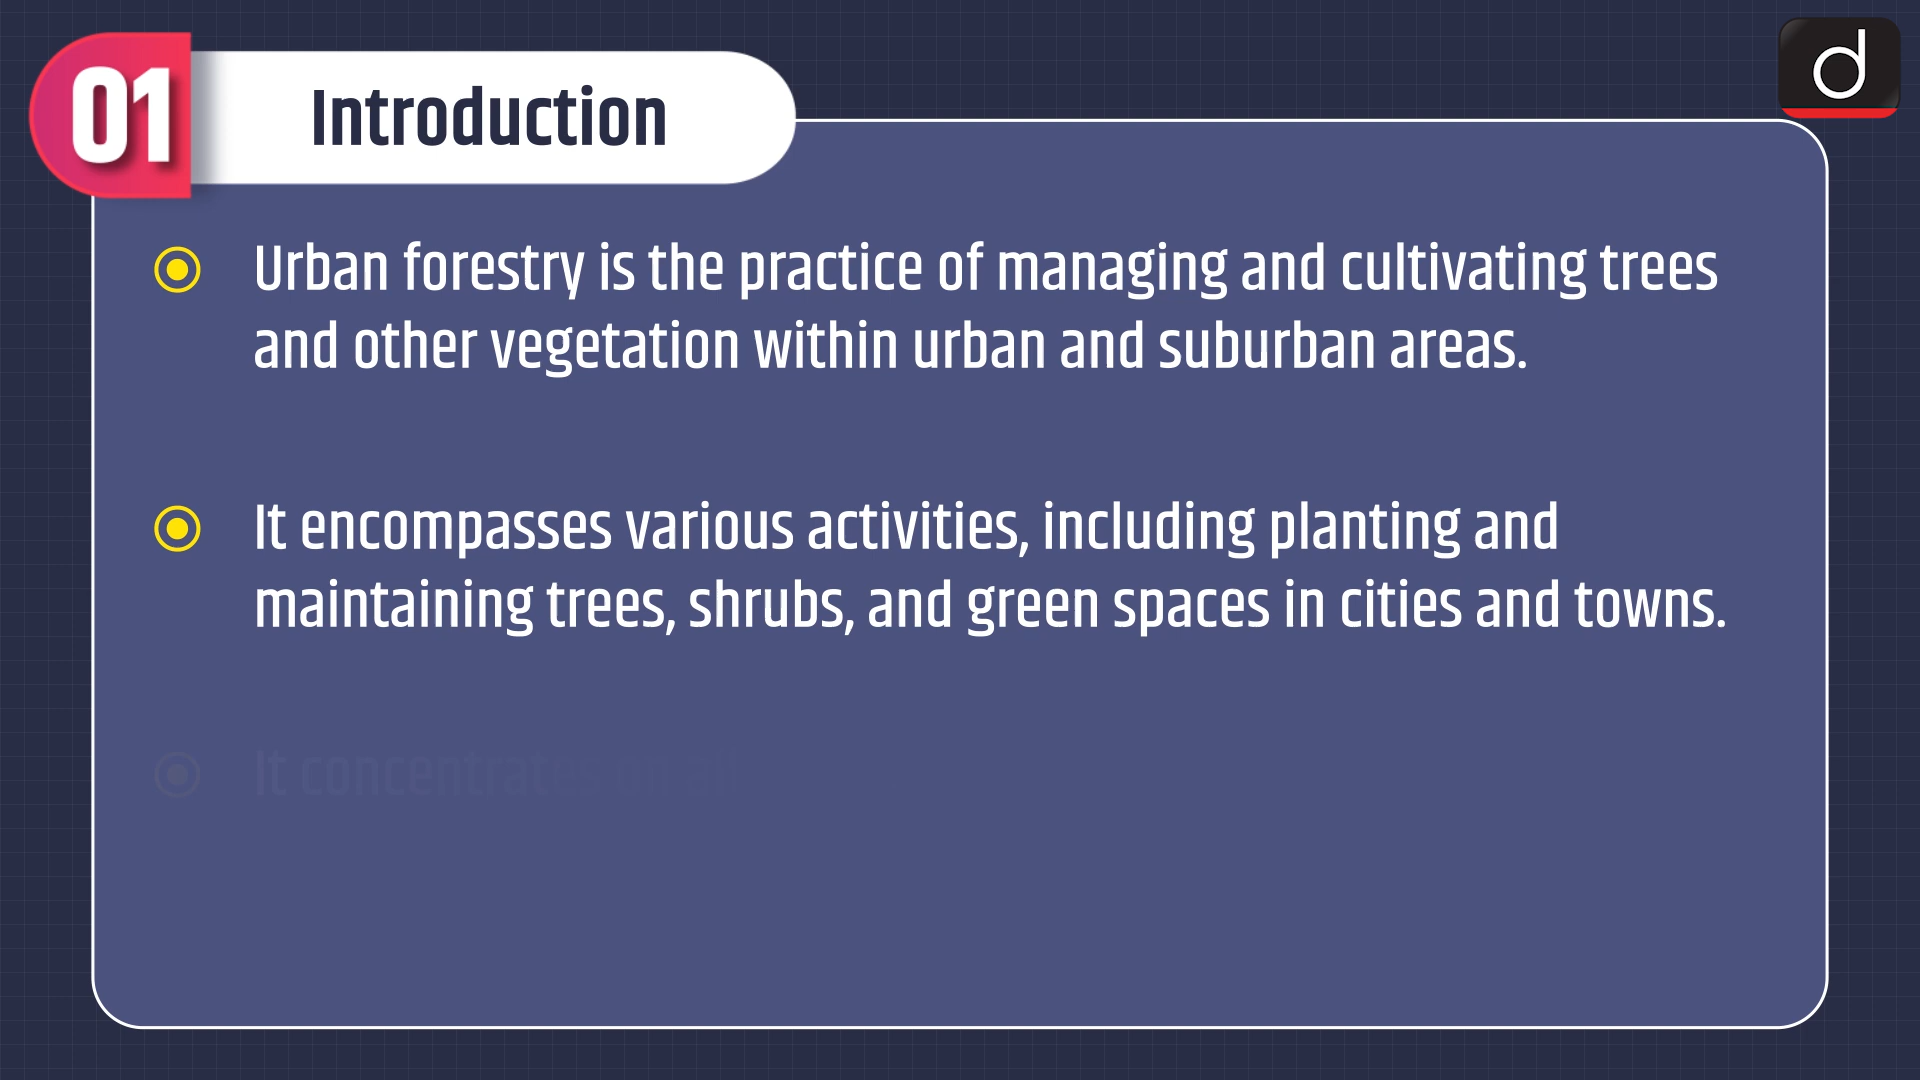 01
Introduction
d
Urban forestry is the practice of managing and cultivating trees
and other vegetation within urban and suburban areas.
It encompasses various activities, including planting and
maintaining trees, shrubs, and green spaces in cities and towns.
It concentrates on